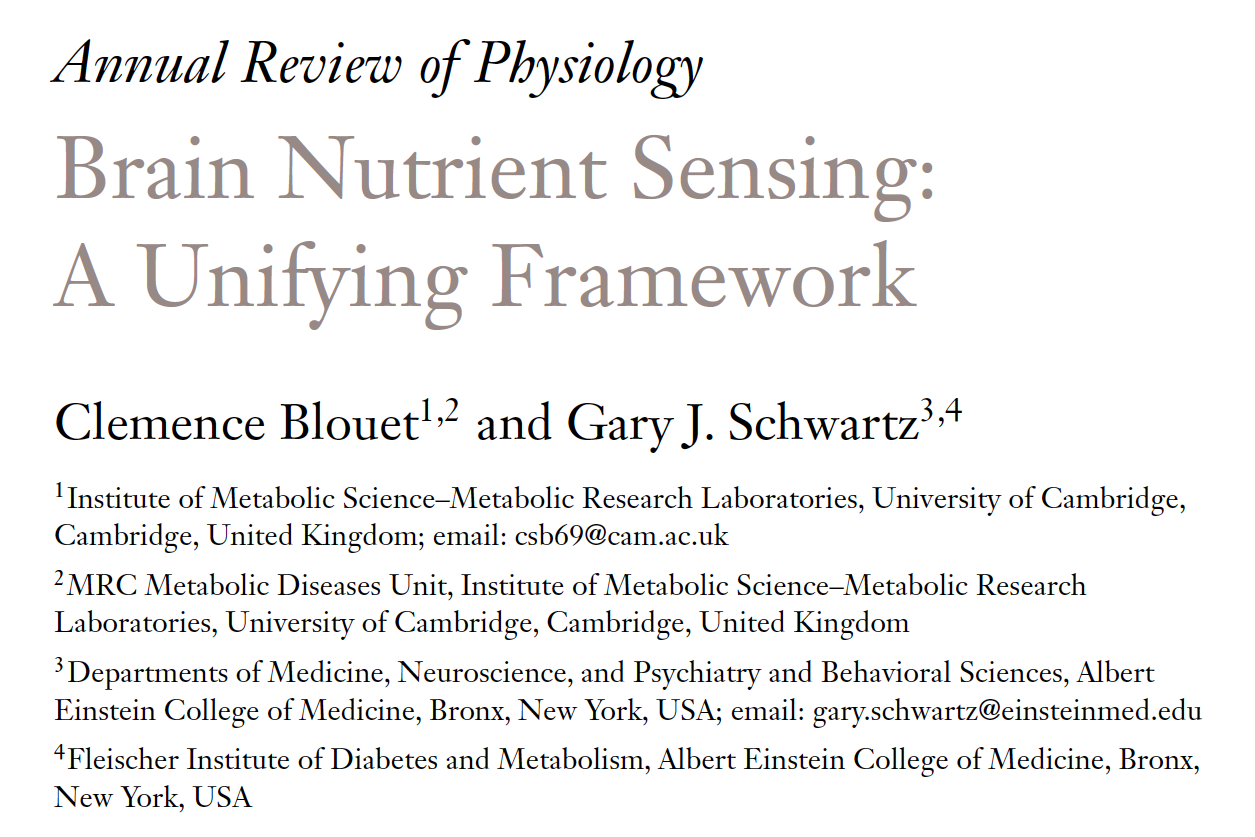 Annual Review of Physiology
Brain Nutrient Sensing:
A Unifying Framework
Clemence Blouet1,2 and Gary J. Schwartz3,4
1Institute of Metabolic Science–Metabolic Research Laboratories, University of Cambridge,
Cambridge, United Kingdom; email: csb69@cam.ac.uk
2MRC Metabolic Diseases Unit, Institute of Metabolic Science–Metabolic Research
Laboratories, University of Cambridge, Cambridge, United Kingdom
3Departments of Medicine, Neuroscience, and Psychiatry and Behavioral Sciences, Albert
Einstein College of Medicine, Bronx, New York, USA; email: gary.schwartz@einsteinmed.edu
4Fleischer Institute of Diabetes and Metabolism, Albert Einstein College of Medicine, Bronx,
New York, USA